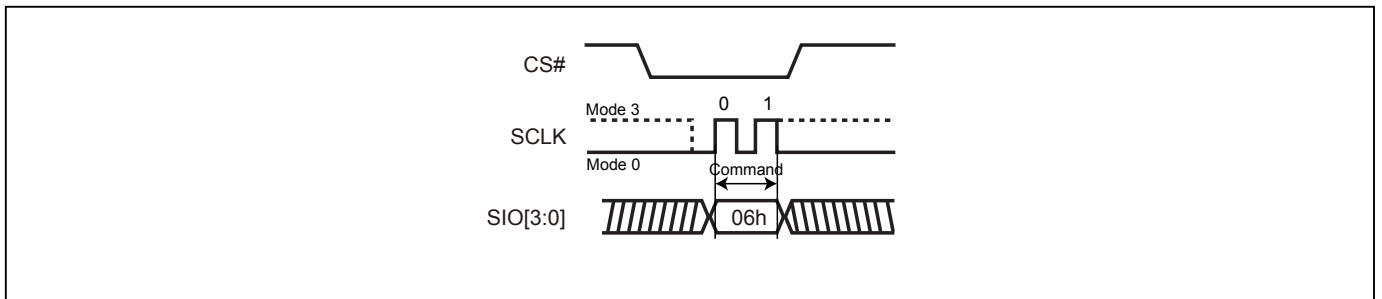 CS#
Mode 3
0 1
SCLK
Mode 0
Command
SIO[3:0]
06h